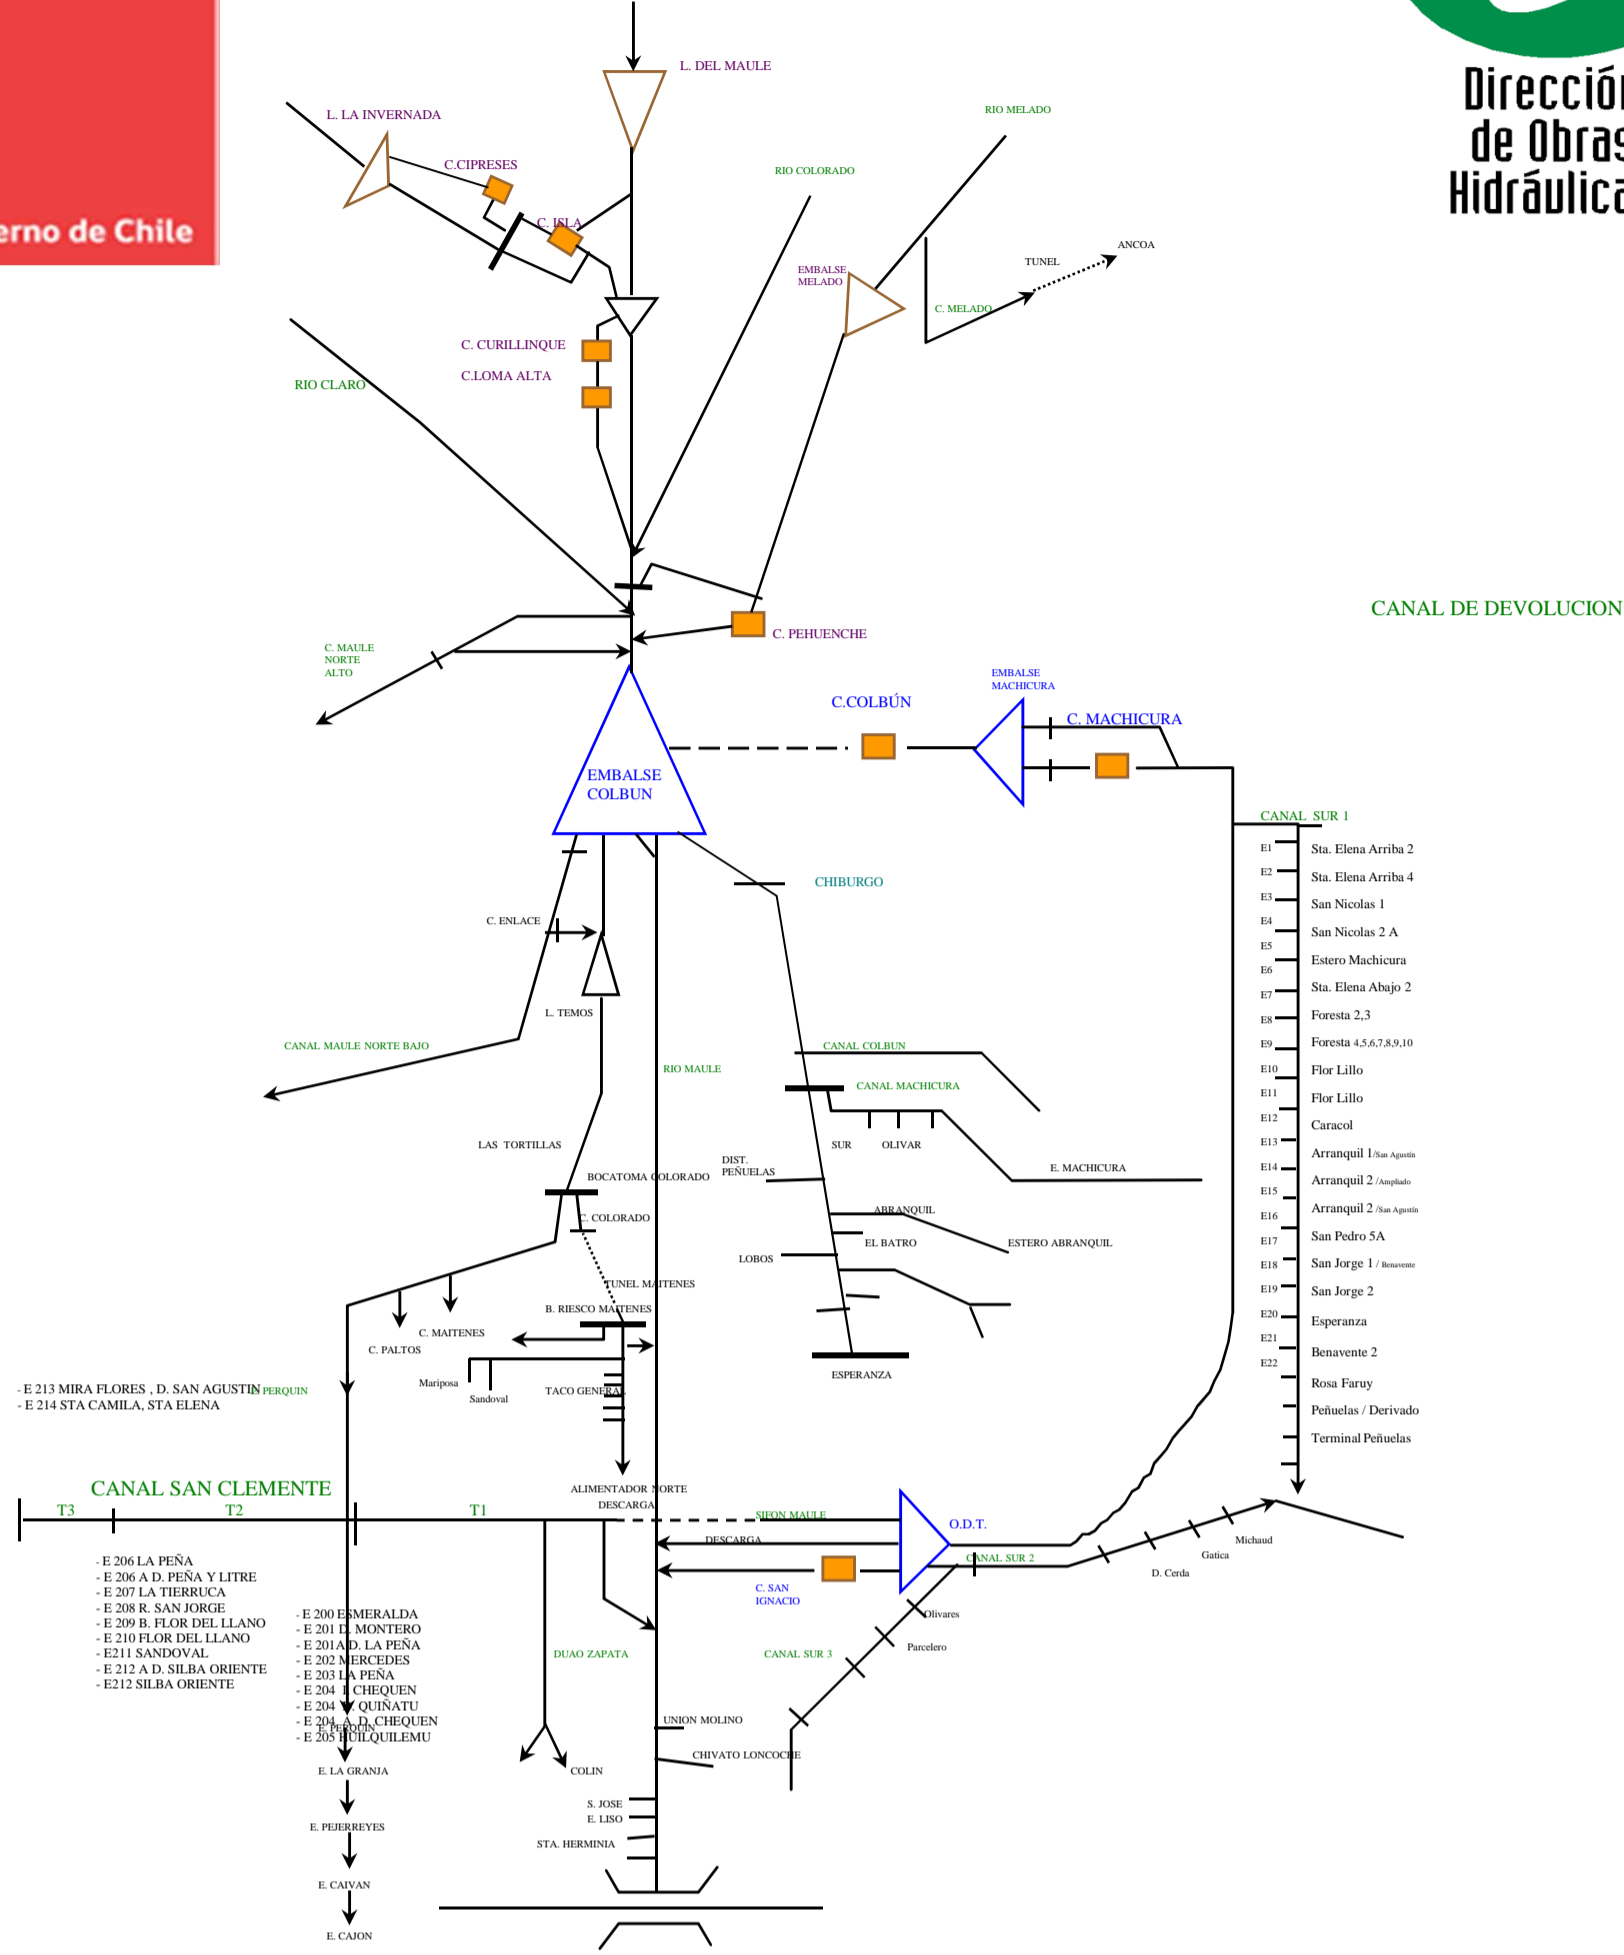 erno de Chile
Dirección
de Obras
Hidráulica
L. DEL MAULE
L. LA INVERNADA
RIO MELADO
C.CIPRESES
RIO COLORADO
C. ISLA
ANCOA
TUNEL
EMBALSE
MELADO
C. MELADO
C. CURILLINQUE
C.LOMA ALTA
RIO CLARO
CANAL DE DEVOLUCION
C. PEHUENCHE
C. MAULE
NORTE
ALTO
EMBALSE
MACHICURA
C.COLBÚN
C. MACHICURA
EMBALSE
COLBUN
CANAL SUR 1
E1
E2
E3
E4
E5
E6
E7
E8
E9
E10
E11
E12
E13
E14
E15
E16
E17
E18
E19
E20
E21
E22
Sta. Elena Arriba 2
Sta. Elena Arriba 4
San Nicolas 1
San Nicolas 2 A
Estero Machicura
Sta. Elena Abajo 2
Foresta 2,3
Foresta 4,5,6,7,8,9,10
Flor Lillo
Flor Lillo
Caracol
Arranquil 1/San Agustín
Arranquil 2 /Ampliado
Arranquil 2 /San Agustín
San Pedro 5A
San Jorge 1 / Benavente
San Jorge 2
Esperanza
Benavente 2
Rosa Faruy
Peñuelas / Derivado
Terminal Peñuelas
CHIBURGO
C. ENLACE
L. TEMOS
CANAL MAULE NORTE BAJO
RIO MAULE
CANAL COLBUN
CANAL MACHICURA
LAS TORTILLAS
SUR
OLIVAR
DIST.
PEÑUELAS
E. MACHICURA
BOCATOMA COLORADO
C. COLORADO
ABRANQUIL
EL BATRO
ESTERO ABRANQUIL
LOBOS
TUNEL MAITENES
B. RIESCO MAITENES
C. MAITENES
C. PALTOS
ESPERANZA
Mariposa
Sandoval
TACO GENERAL
- E 213 MIRA FLORES , D. SAN AGUSTIN
- E 214 STA CAMILA, STA ELENA
E. PERQUIN
CANAL SAN CLEMENTE
T3
T2
T1
ALIMENTADOR NORTE
DESCARGA
SIFON MAULE
O.D.T.
DESCARGA
CANAL SUR 2
Michaud
Gatica
D. Cerda
C. SAN
IGNACIO
Olivares
Parcelero
CANAL SUR 3
- E 206 LA PEÑA
- E 206 A D. PEÑA Y LITRE
- E 207 LA TIERRUCA
- E 208 R. SAN JORGE
- E 209 B. FLOR DEL LLANO
- E 210 FLOR DEL LLANO
- E211 SANDOVAL
- E 212 A D. SILBA ORIENTE
- E212 SILBA ORIENTE
- E 200 ESMERALDA
- E 201 D. MONTERO
- E 201A D. LA PEÑA
- E 202 MERCEDES
- E 203 LA PEÑA
- E 204 I. CHEQUEN
- E 204 QUIÑATU
- E 204 A. D. CHEQUEN
- E 205 HUILQUILEMU
DUAO ZAPATA
E. PERQUIN
UNION MOLINO
CHIVATO LONCOCHE
E. LA GRANJA
COLIN
S. JOSE
E. LISO
E. PEJERREYES
STA. HERMINIA
E. CAIVAN
E. CAJON